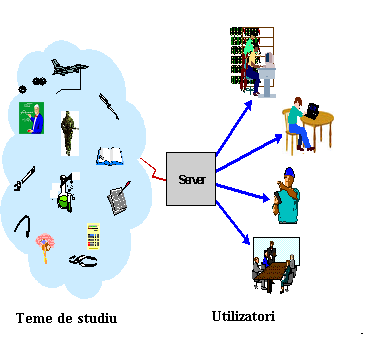 Server
Teme de studiu
Utilizatori